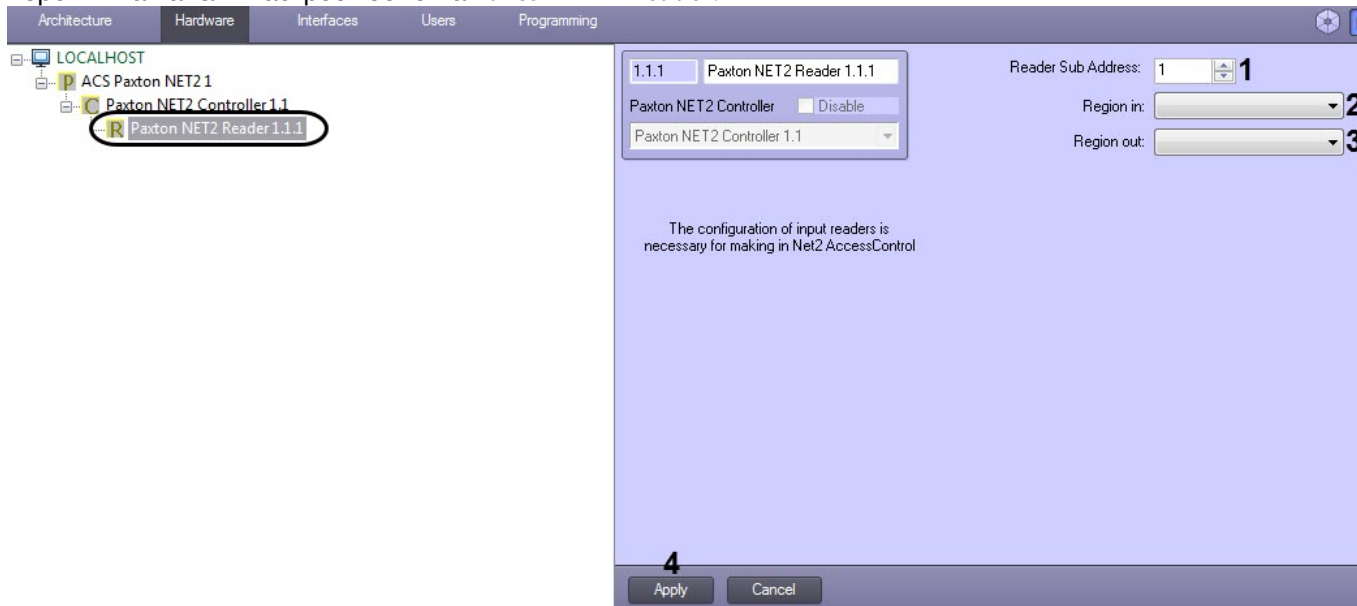 Architecture Hardware Interfaces Users Programming
LOCALHOST
P ACS Paxton NET2 1
C Paxton NET2 Controller 1.1
R Paxton NET2 Reader 1.1.1
1.1.1 Paxton NET2 Reader 1.1.1
Paxton NET2 Controller Disable
Paxton NET2 Controller 1.1
Reader Sub Address: 1 1
Region in: 2
Region out: 3
The configuration of input readers is
necessary for making in Net2 AccessControl
4
Apply Cancel